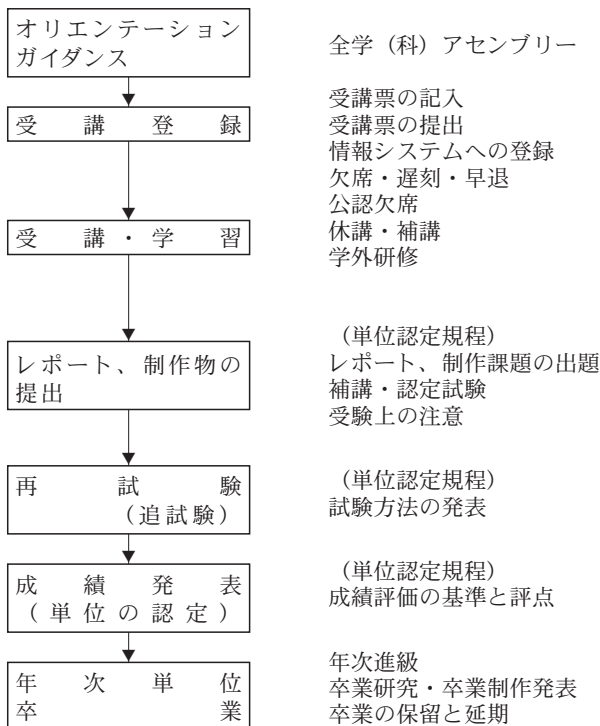 オリエンテーション
ガイダンス
全学（科）アセンブリー
受講登録
受講票の記入
受講票の提出
情報システムへの登録
欠席・遅刻・早退
公認欠席
休講・補講
学外研修
受講・学習
（単位認定規程）
レポート、制作課題の出題
補講・認定試験
受験上の注意
レポート、制作物の
提出
再試験
（追試験）
（単位認定規程）
試験方法の発表
成績発表
（単位の認定）
（単位認定規程）
成績評価の基準と評点
年次単位
卒業
年次進級
卒業研究・卒業制作発表
卒業の保留と延期